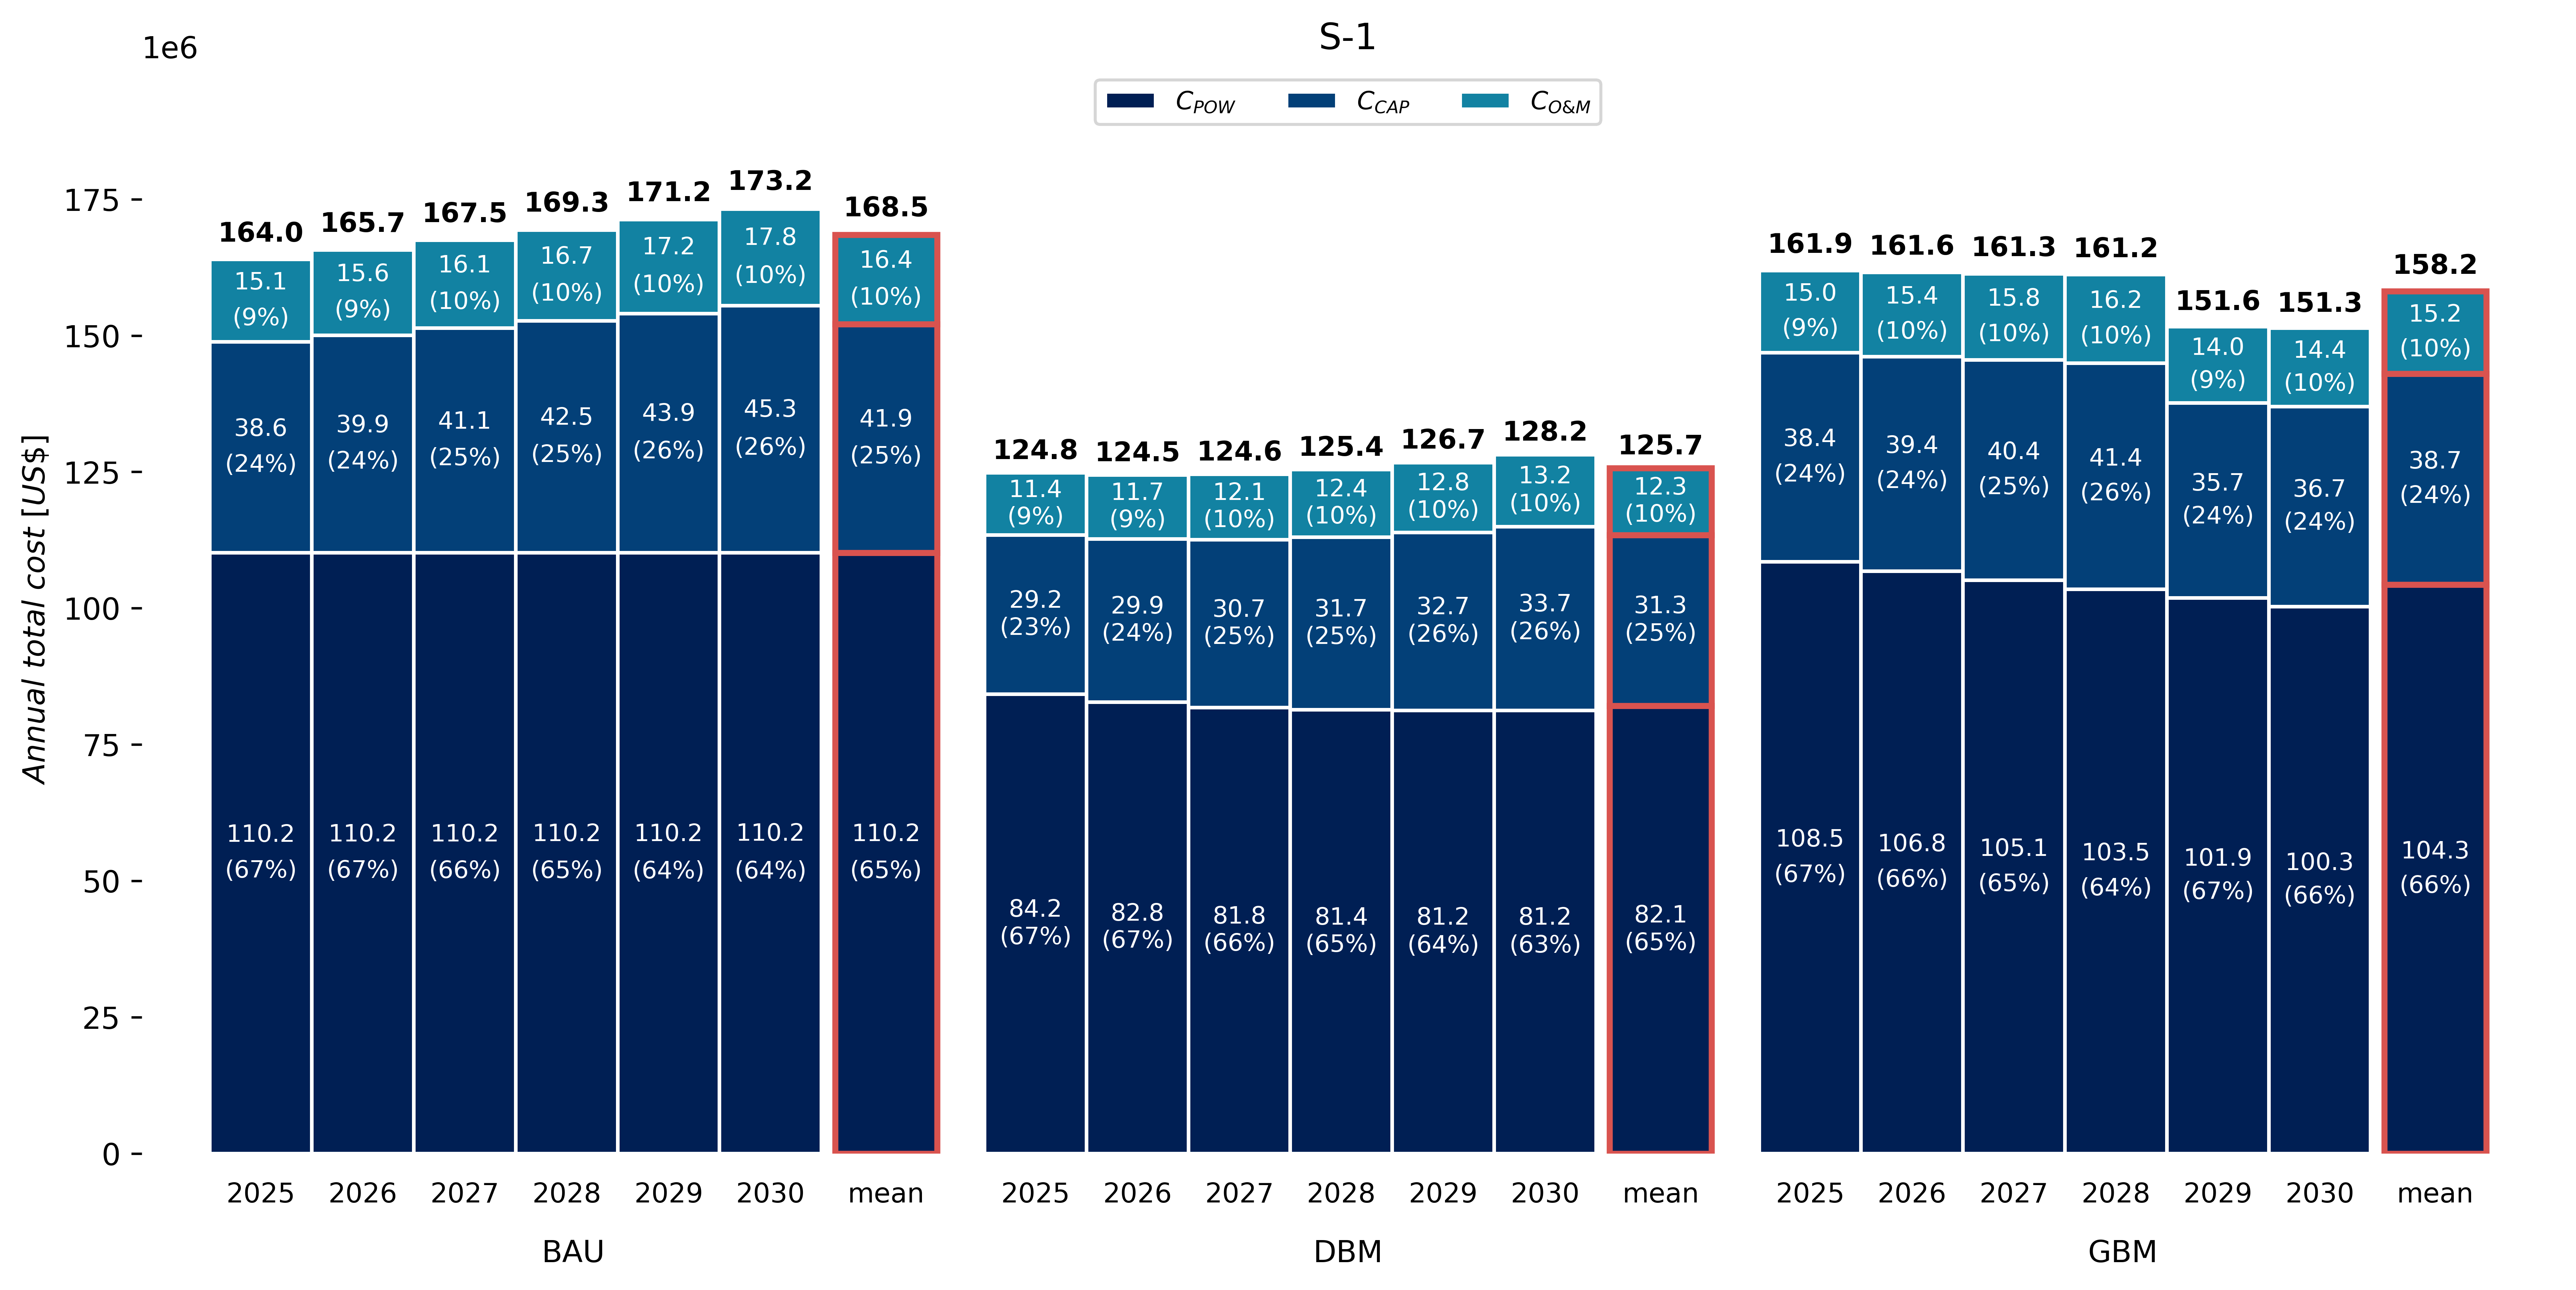 S-1
1e6
C_POW C_CAP C_O&M
Annual total cost [US$]
175
150
125
100
75
50
25
0
164.0 165.7 167.5 169.3 171.2 173.2 168.5
15.1 15.6 16.1 16.7 17.2 17.8 16.4
(9%) (9%) (10%) (10%) (10%) (10%) (10%)
38.6 39.9 41.1 42.5 43.9 45.3 41.9
(24%) (24%) (25%) (25%) (26%) (26%) (25%)
110.2 110.2 110.2 110.2 110.2 110.2 110.2
(67%) (67%) (66%) (65%) (64%) (64%) (65%)
2025 2026 2027 2028 2029 2030 mean
BAU
124.8 124.5 124.6 125.4 126.7 128.2 125.7
11.4 11.7 12.1 12.4 12.8 13.2 12.3
(9%) (9%) (10%) (10%) (10%) (10%) (10%)
29.2 29.9 30.7 31.7 32.7 33.7 31.3
(23%) (24%) (25%) (25%) (26%) (26%) (25%)
84.2 82.8 81.8 81.4 81.2 81.2 82.1
(67%) (67%) (66%) (65%) (64%) (63%) (65%)
2025 2026 2027 2028 2029 2030 mean
DBM
161.9 161.6 161.3 161.2 151.6 151.3 158.2
15.0 15.4 15.8 16.2 14.0 14.4 15.2
(9%) (10%) (10%) (10%) (9%) (10%) (10%)
38.4 39.4 40.4 41.4 35.7 36.7 38.7
(24%) (24%) (25%) (26%) (24%) (24%) (24%)
108.5 106.8 105.1 103.5 101.9 100.3 104.3
(67%) (66%) (65%) (64%) (67%) (66%) (66%)
2025 2026 2027 2028 2029 2030 mean
GBM